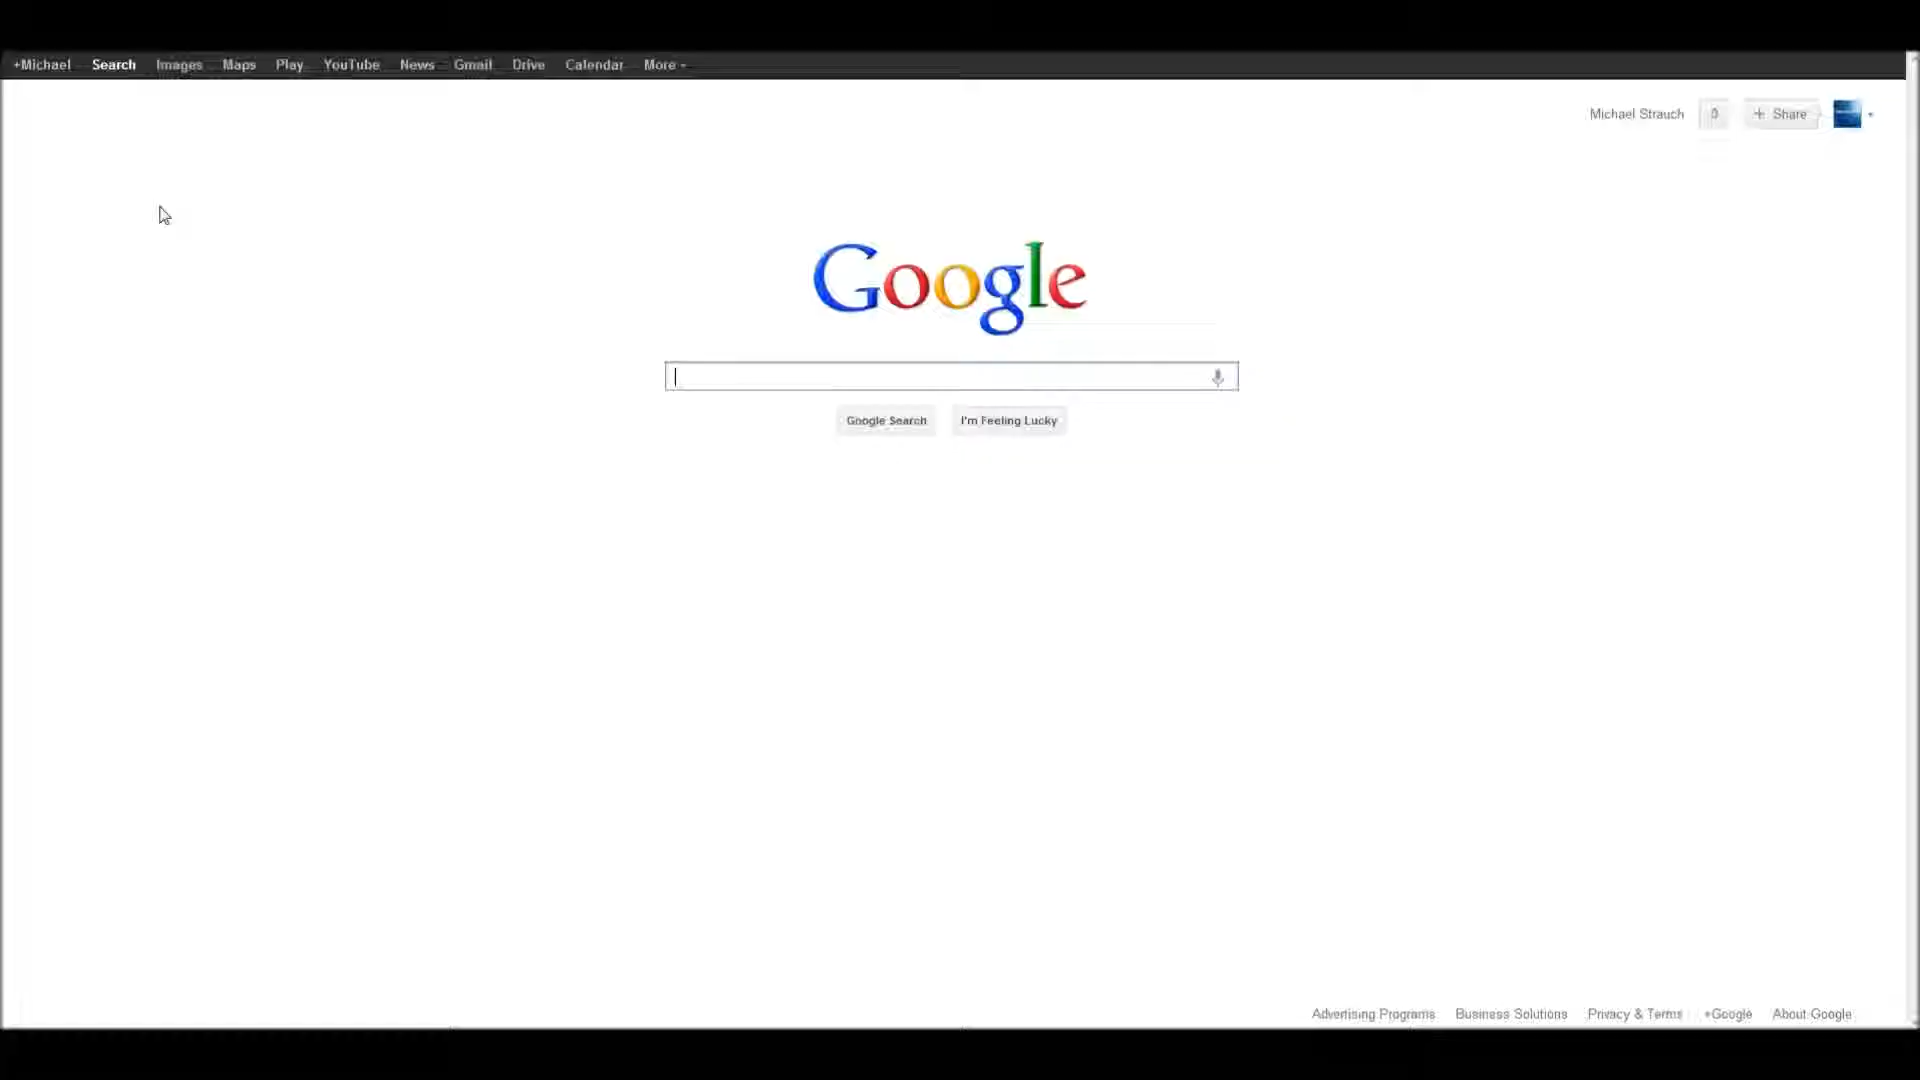 +Michael Search Images Maps Play YouTube News Gmail Drive Calendar More
Michael Strauch 0 + Share
Google
Google Search I'm Feeling Lucky
Advertising Programs Business Solutions Privacy & Terms +Google About Google